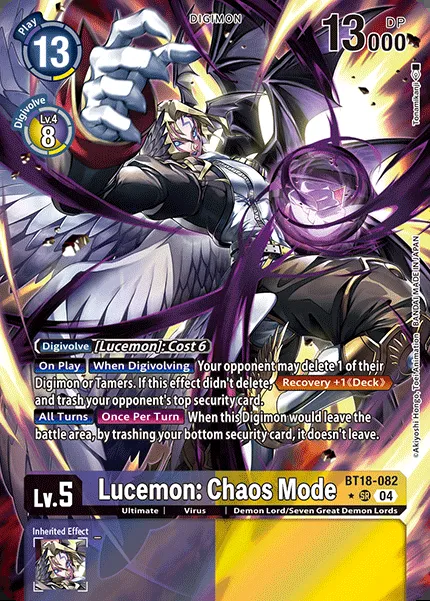 DIGIMON
Play
13
13000
DP
Digivolve
Lv.4
8
Tonamikanji
Digivolve [Lucemon]: Cost 6
On Play When Digivolving Your opponent may delete 1 of their
Digimon or Tamers. If this effect didn't delete, Recovery +1《Deck》
and trash your opponent's top security card.
All Turns Once Per Turn When this Digimon would leave the
battle area, by trashing your bottom security card, it doesn't leave.
©Akiyoshi Hongo, Toei Animation BANDAI MADE IN JAPAN
Lv.5
Lucemon: Chaos Mode
BT18-082
SR 04
Ultimate | Virus | Demon Lord/Seven Great Demon Lords
Inherited Effect
–